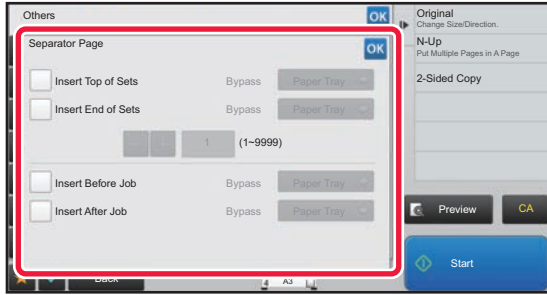 Others
OK
Separator Page
OK
Insert Top of Sets Bypass Paper Tray
Insert End of Sets Bypass Paper Tray
1 (1~9999)
Insert Before Job Bypass Paper Tray
Insert After Job Bypass Paper Tray
Back
A3
Original
Change Size/Direction.
N-Up
Put Multiple Pages in A Page
2-Sided Copy
Preview
CA
Start